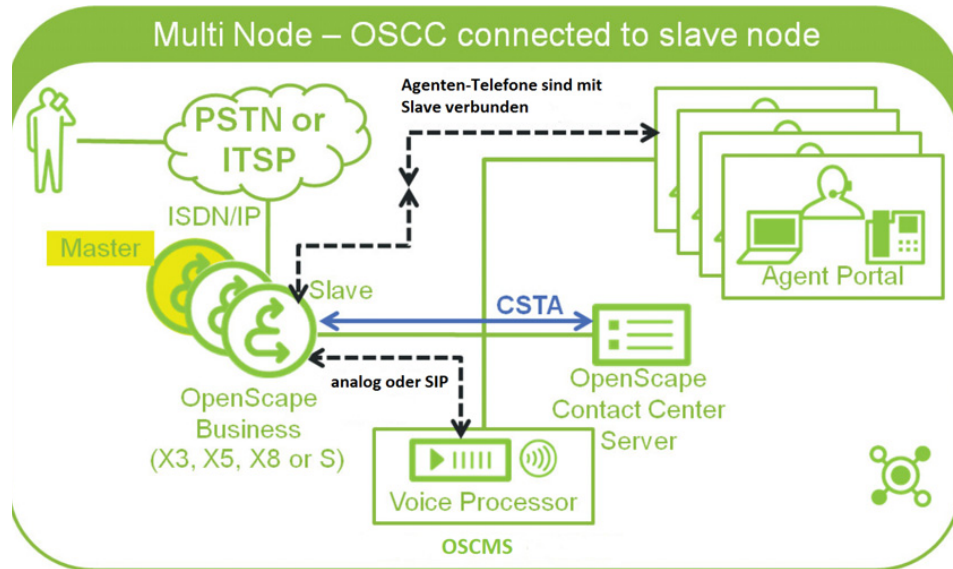 Multi Node – OSCC connected to slave node
Agenten-Telefone sind mit
Slave verbunden
PSTN or
ITSP
ISDN/IP
Master
Slave
CSTA
Agent Portal
analog oder SIP
OpenScape
Business
(X3, X5, X8 or S)
OpenScape
Contact Center
Server
Voice Processor
OSCMS